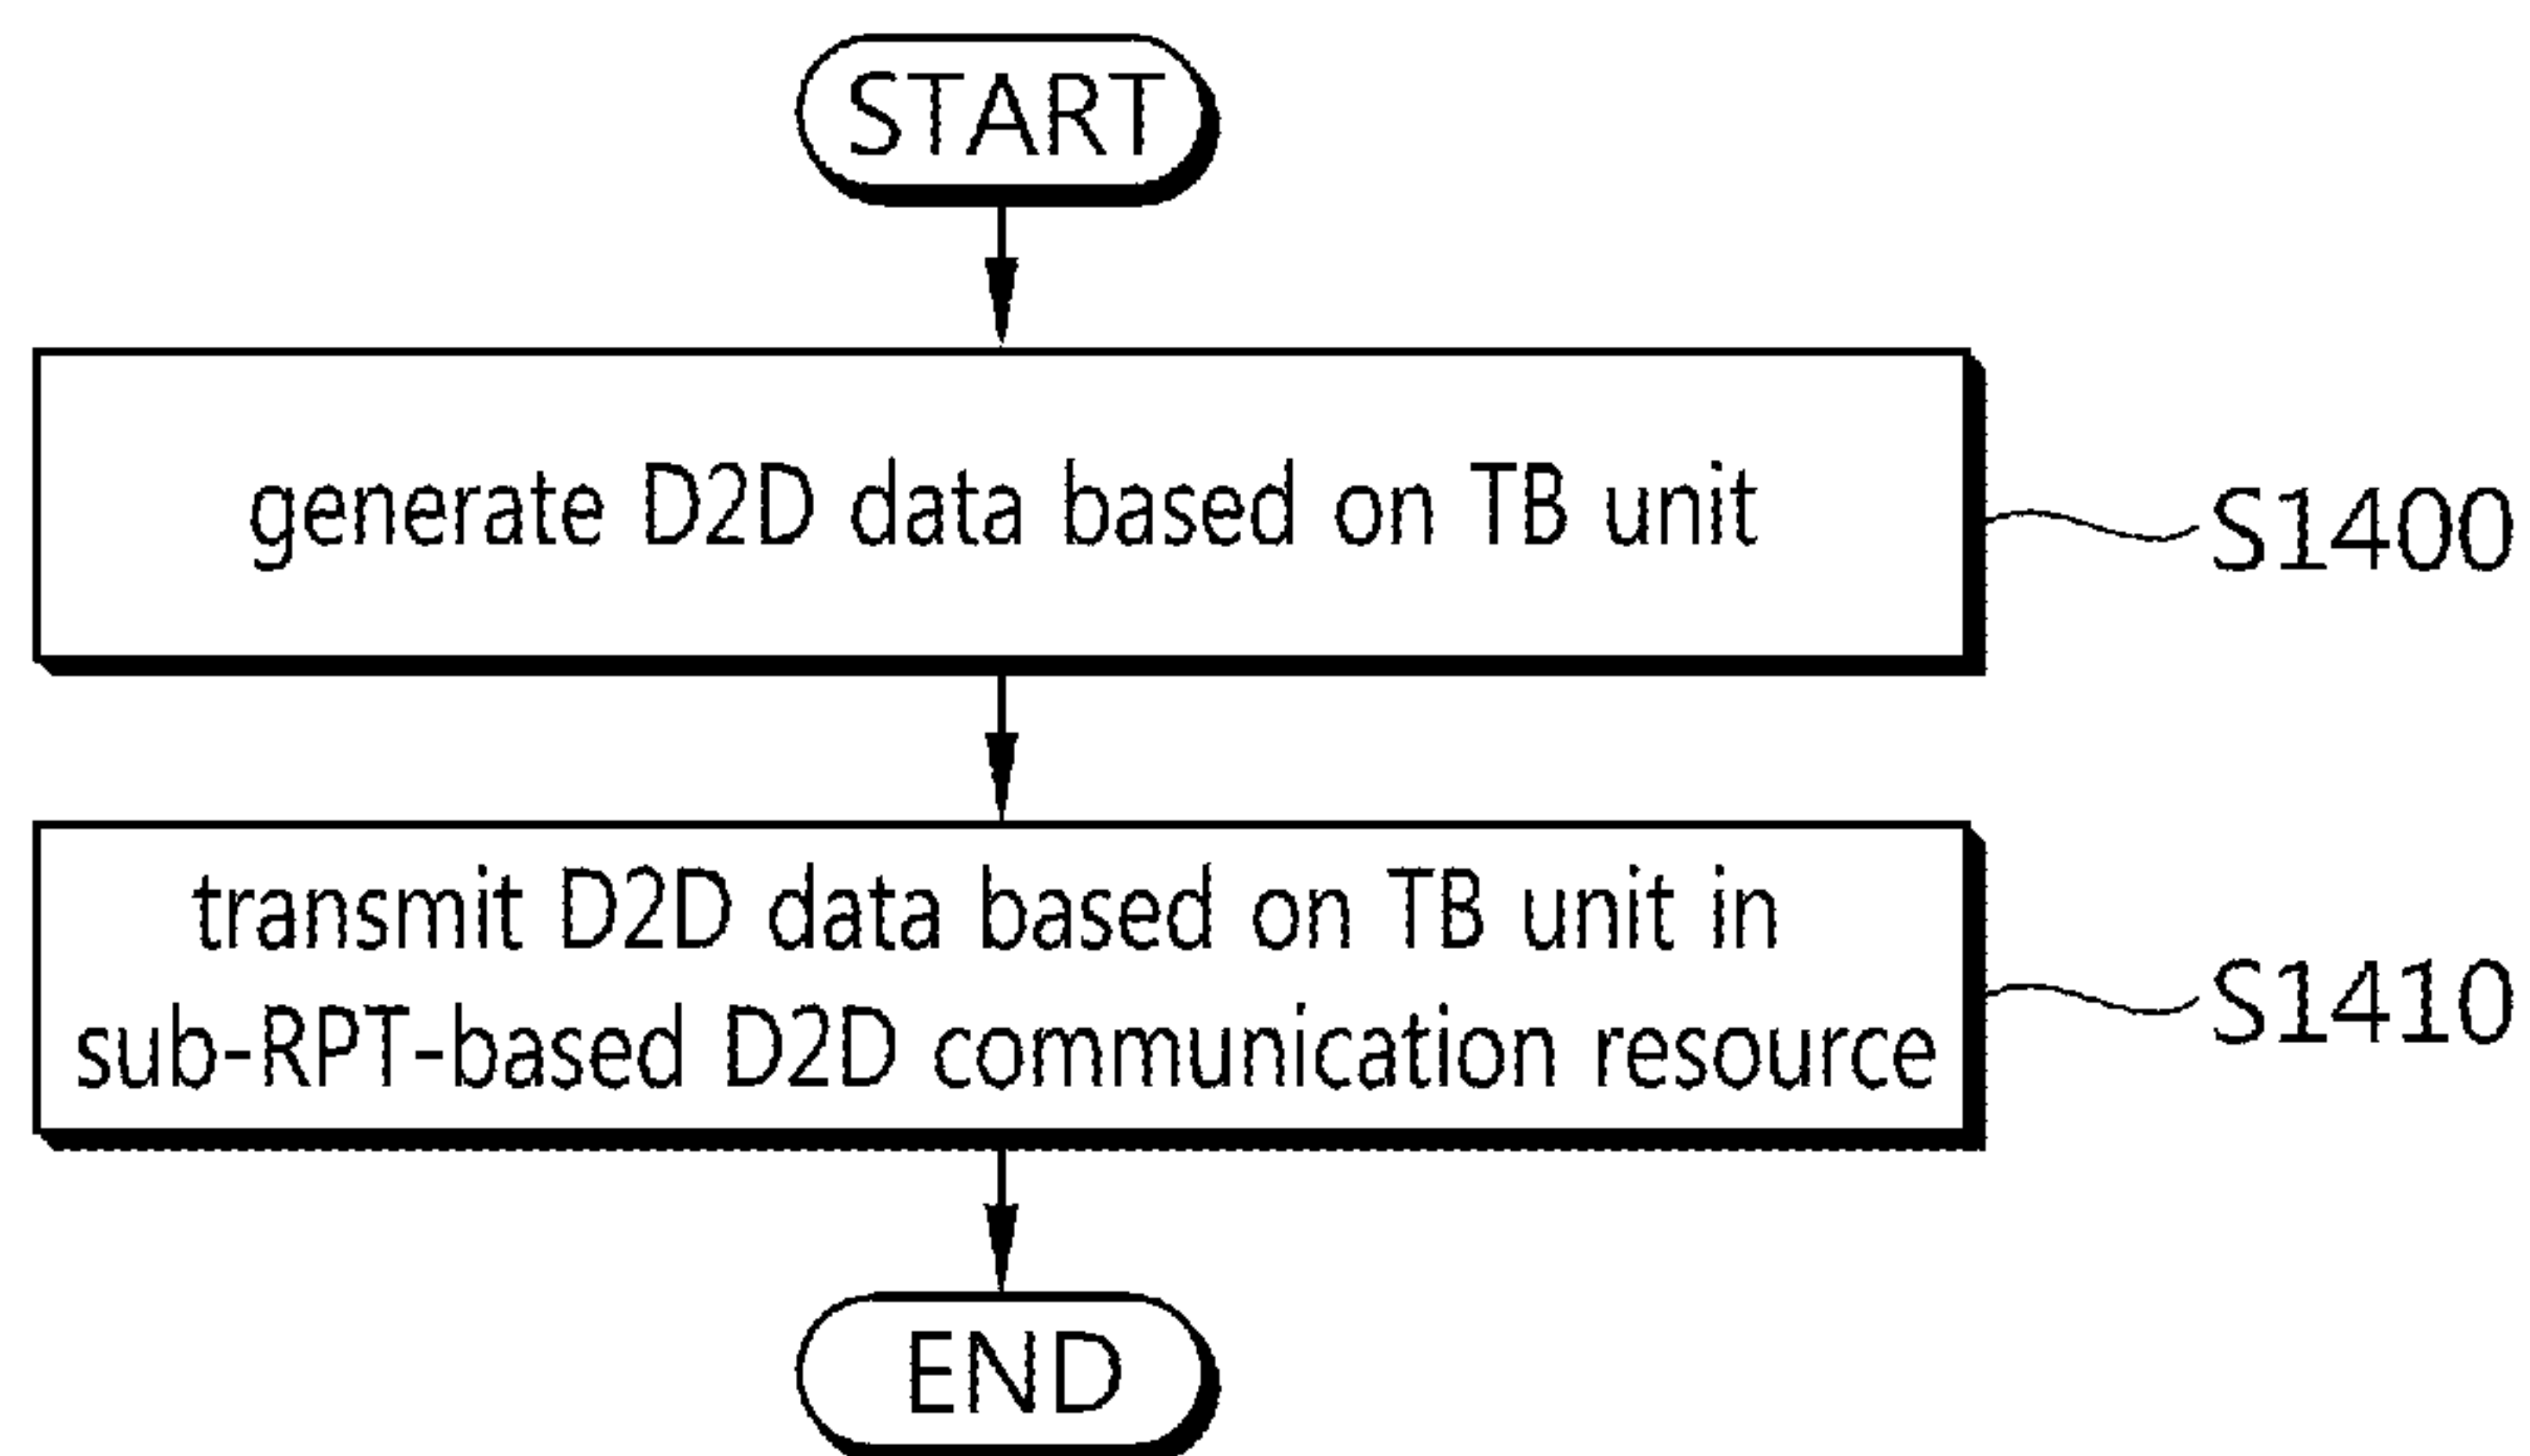 START
generate D2D data based on TB unit
S1400
transmit D2D data based on TB unit in
sub-RPT-based D2D communication resource
S1410
END